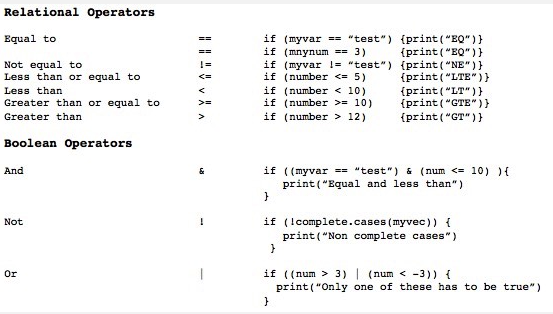 Relational Operators
Equal to == if (myvar == "test") {print("EQ")}
== if (mnynum == 3) {print("EQ")}
Not equal to != if (myvar != "test") {print("NE")}
Less than or equal to <= if (number <= 5) {print("LTE")}
Less than < if (number < 10) {print("LT")}
Greater than or equal to >= if (number >= 10) {print("GTE")}
Greater than > if (number > 12) {print("GT")}
Boolean Operators
And & if ((myvar == "test") & (num <= 10) ){
print("Equal and less than")
}
Not ! if (!complete.cases(myvec)) {
print("Non complete cases")
}
Or | if ((num > 3) | (num < -3)) {
print("Only one of these has to be true")
}